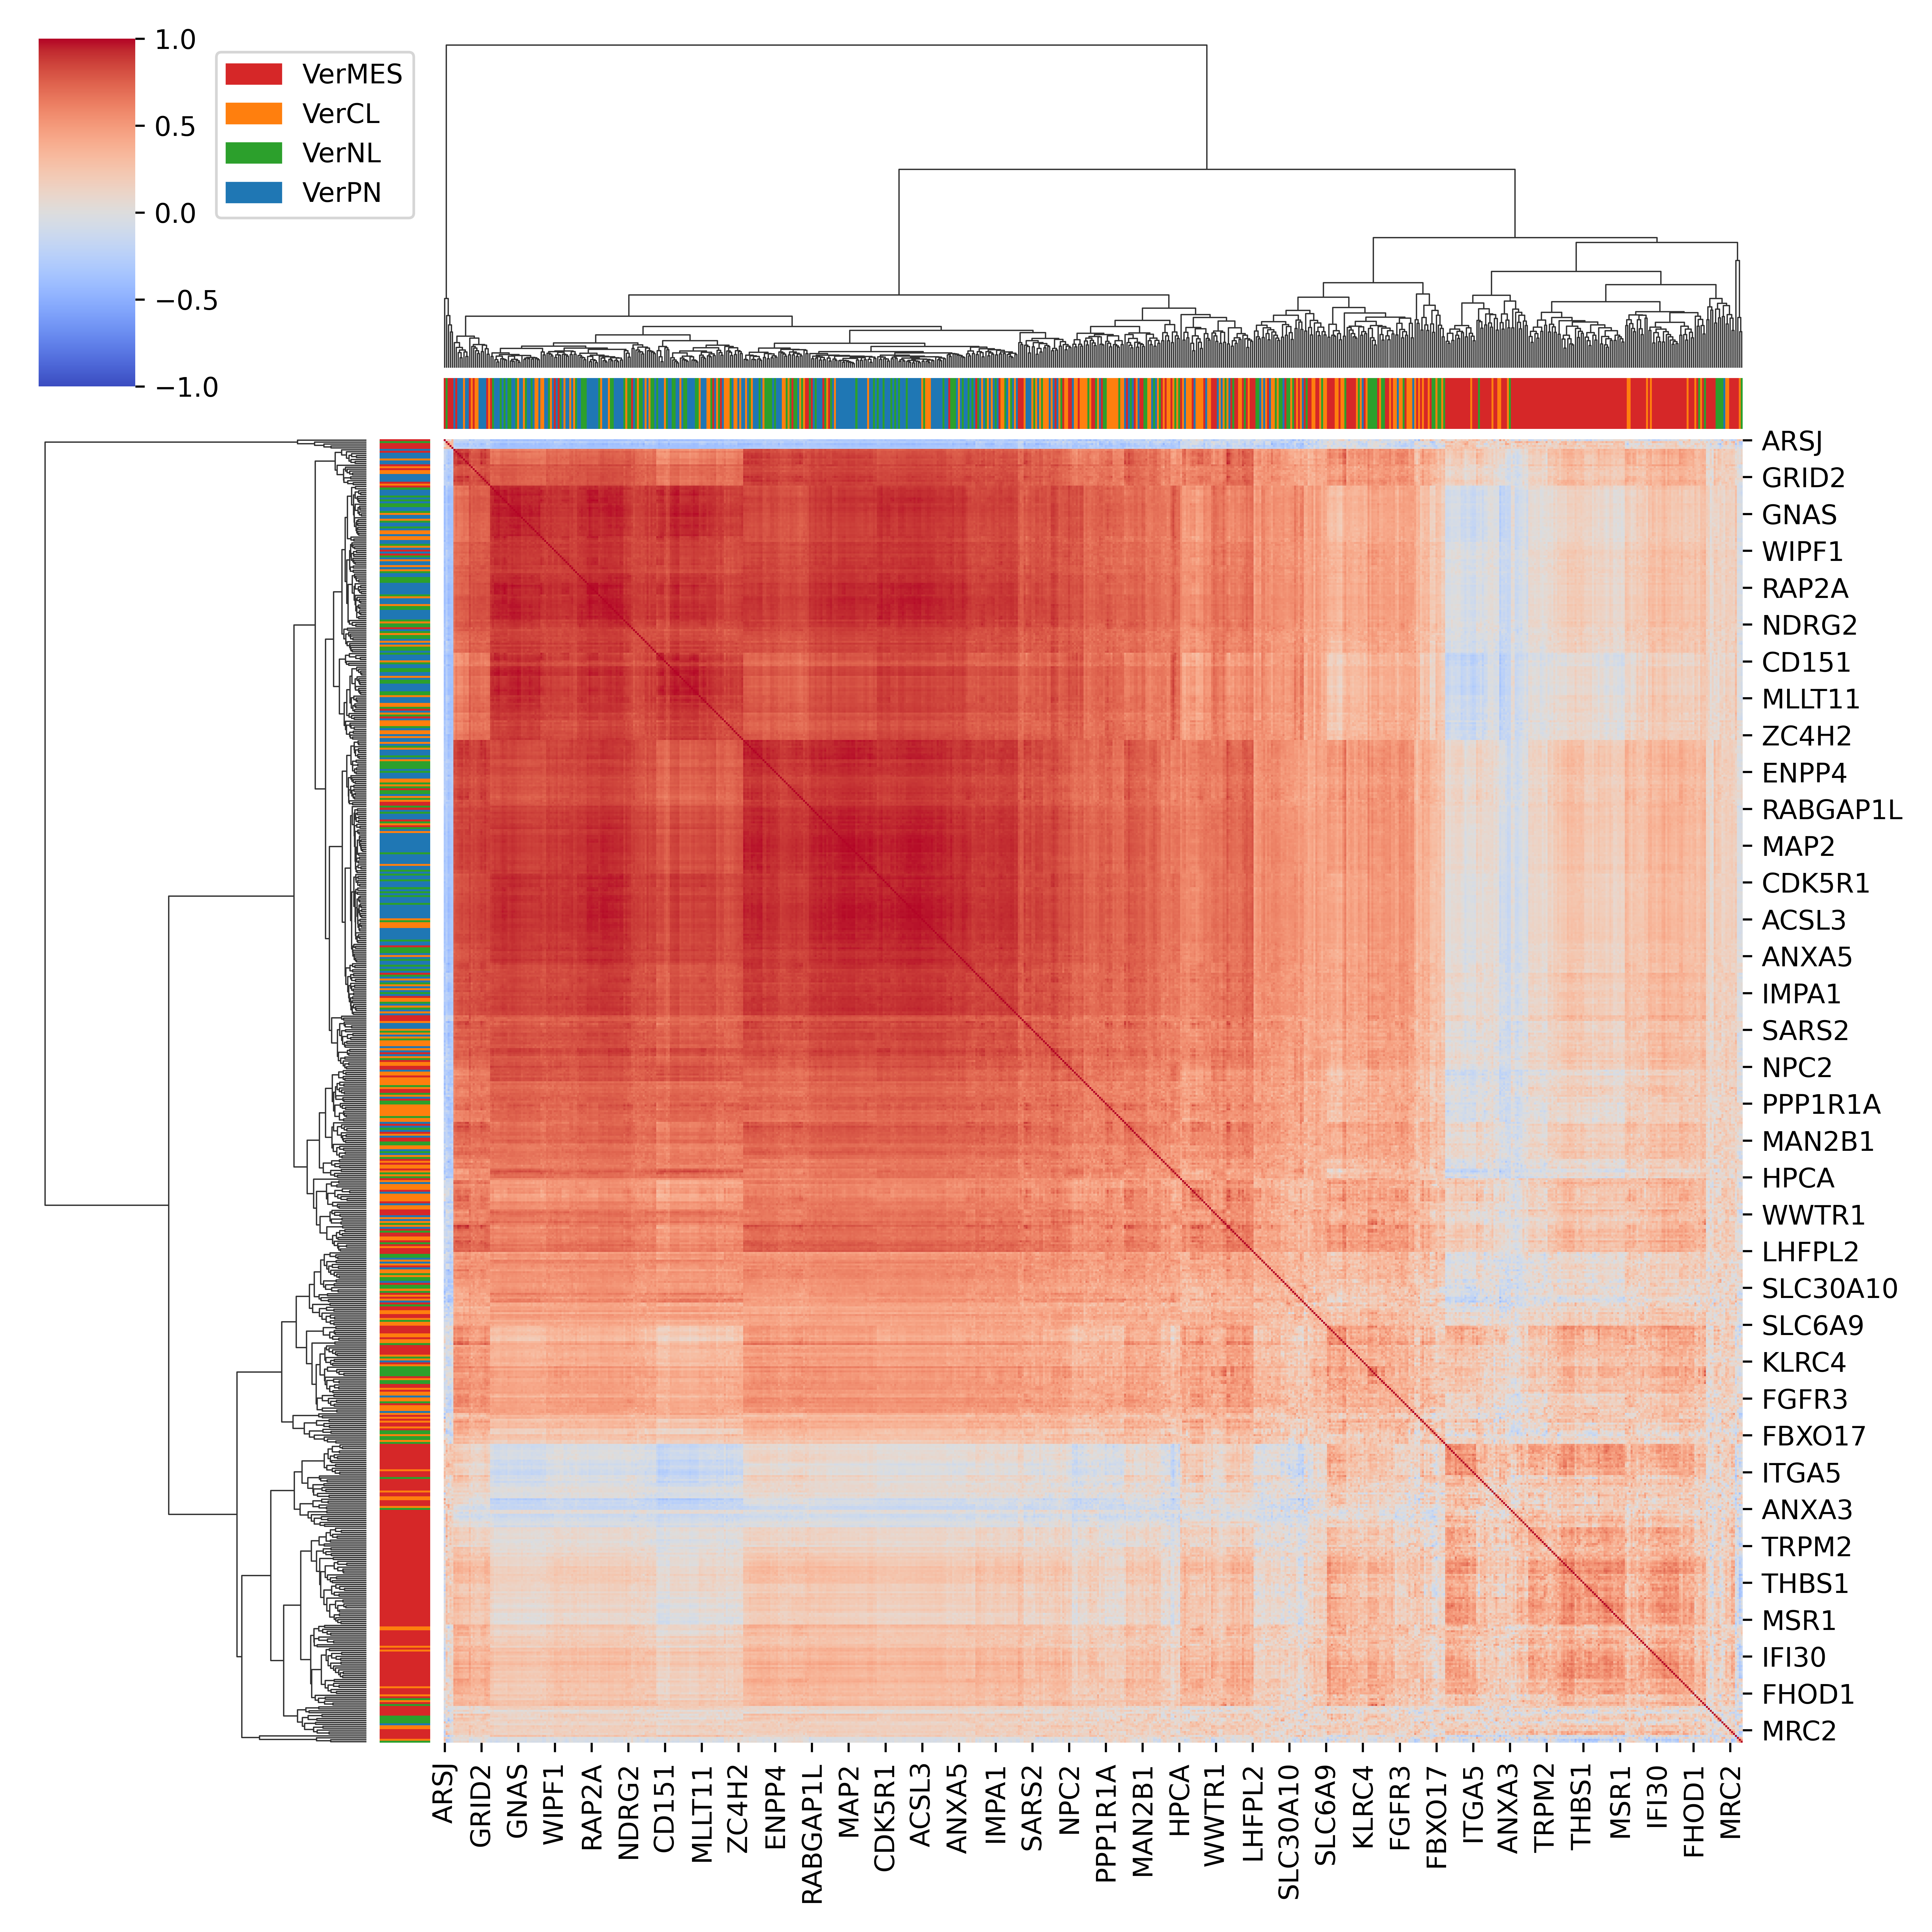 1.0
0.5
0.0
−0.5
−1.0
VerMES
VerCL
VerNL
VerPN
ARSJ
GRID2
GNAS
WIPF1
RAP2A
NDRG2
CD151
MLLT11
ZC4H2
ENPP4
RABGAP1L
MAP2
CDK5R1
ACSL3
ANXA5
IMPA1
SARS2
NPC2
PPP1R1A
MAN2B1
HPCA
WWTR1
LHFPL2
SLC30A10
SLC6A9
KLRC4
FGFR3
FBXO17
ITGA5
ANXA3
TRPM2
THBS1
MSR1
IFI30
FHOD1
MRC2
ARSJ
GRID2
GNAS
WIPF1
RAP2A
NDRG2
CD151
MLLT11
ZC4H2
ENPP4
RABGAP1L
MAP2
CDK5R1
ACSL3
ANXA5
IMPA1
SARS2
NPC2
PPP1R1A
MAN2B1
HPCA
WWTR1
LHFPL2
SLC30A10
SLC6A9
KLRC4
FGFR3
FBXO17
ITGA5
ANXA3
TRPM2
THBS1
MSR1
IFI30
FHOD1
MRC2